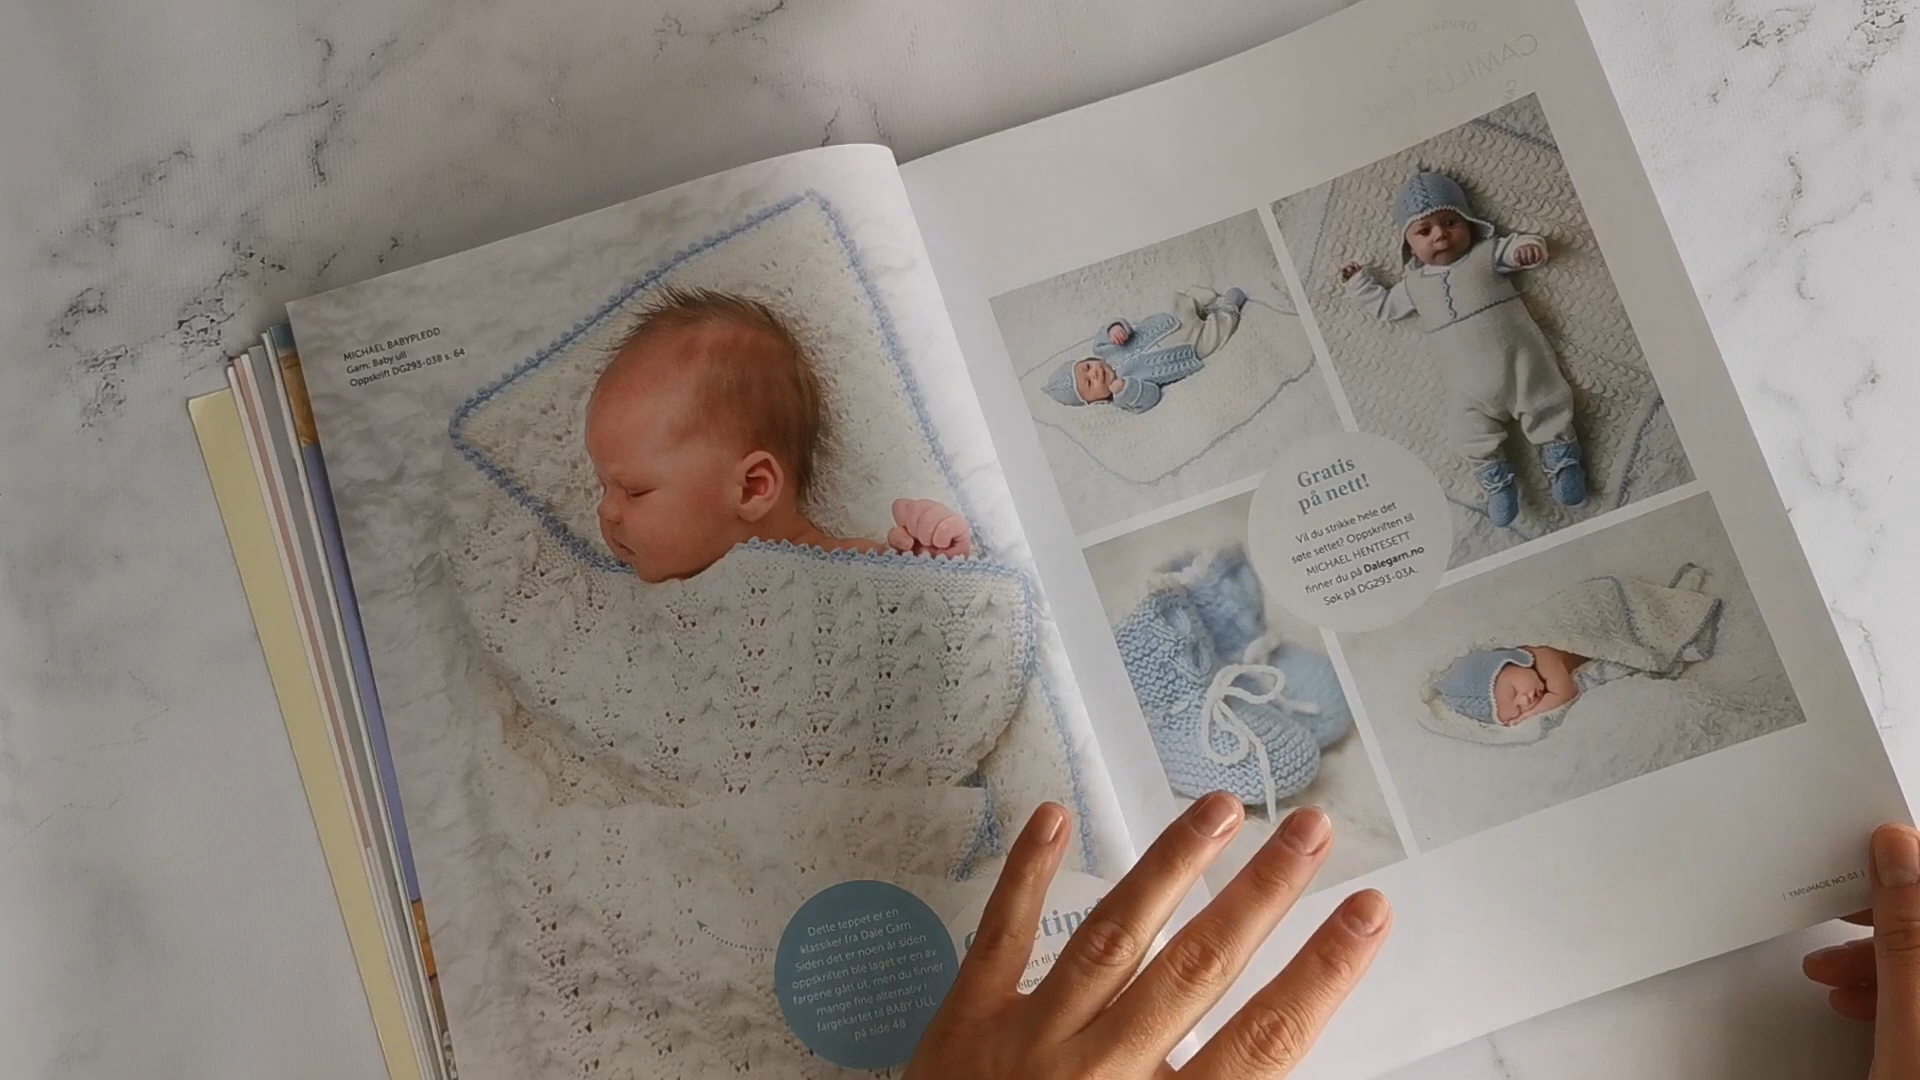 MICHAEL BABYPLEDD
Garn: Baby ull
Oppskrift DG293-03B s. 64
Dette teppet er en
klassiker fra Dale Garn.
Siden det er noen år siden
oppskriften ble laget er en av
fargene gått ut, men du finner
mange fine alternativ i
fargekartet til BABY ULL
på side 48
Gratis
på nett!
Vil du strikke hele det
søte settet? Oppskriften til
MICHAEL HENTESETT
finner du på Dalegarn.no
Søk på DG293-03A.
| YARNMADE NO. 03 |
CAMILLA